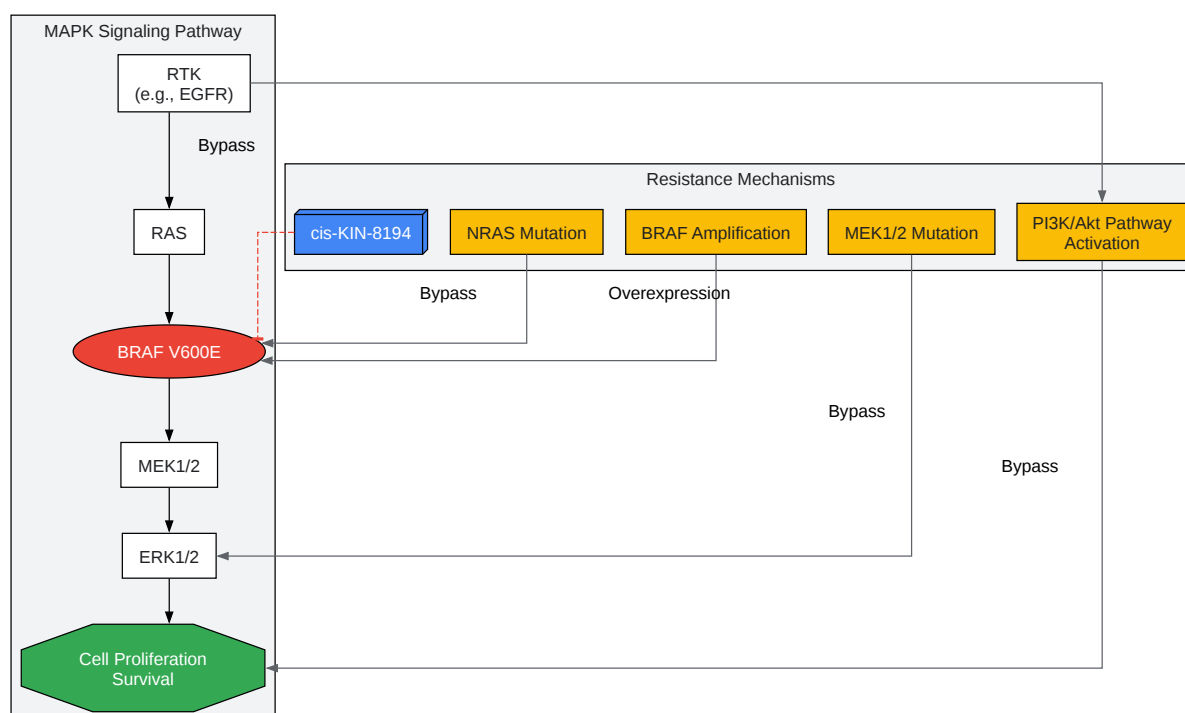 MAPK Signaling Pathway
RTK
(e.g., EGFR)
Bypass
Resistance Mechanisms
RAS
cis-KIN-8194
NRAS Mutation
BRAF Amplification
MEK1/2 Mutation
PI3K/Akt Pathway
Activation
Bypass
Overexpression
BRAF V600E
Bypass
MEK1/2
Bypass
ERK1/2
Cell Proliferation
Survival